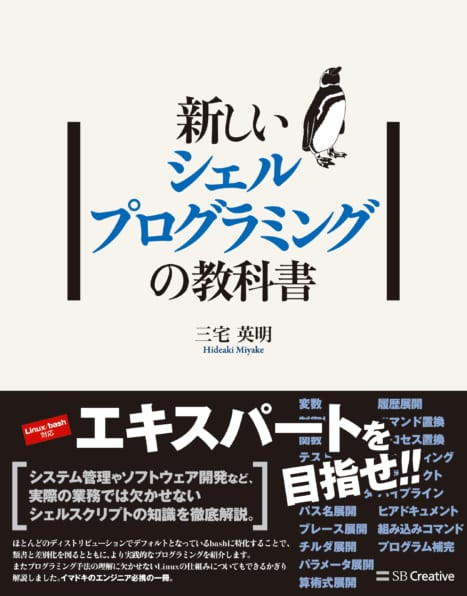 新しい
シェル
プログラミング
の教科書
三宅 英明
Hideaki Miyake
Linux/bash
対応
エキスパートを
目指せ!!
システム管理やソフトウェア開発など、
実際の業務では欠かせない
シェルスクリプトの知識を徹底解説。
ほとんどのディストリビューションでデフォルトとなっているbashに特化することで、
類書と差別化を図るとともに、より実践的なプログラミングを紹介します。
またプログラミング手法の理解に欠かせないLinuxの仕組みについてもできるかぎり
解説しました。イマドキのエンジニア必携の一冊。
変数
関数
パス名展開
ブレース展開
チルダ展開
パラメータ展開
算術式展開
履歴展開
コマンド置換
プロセス置換
パイプライン
ヒアドキュメント
組み込みコマンド
プログラム補完
SB Creative